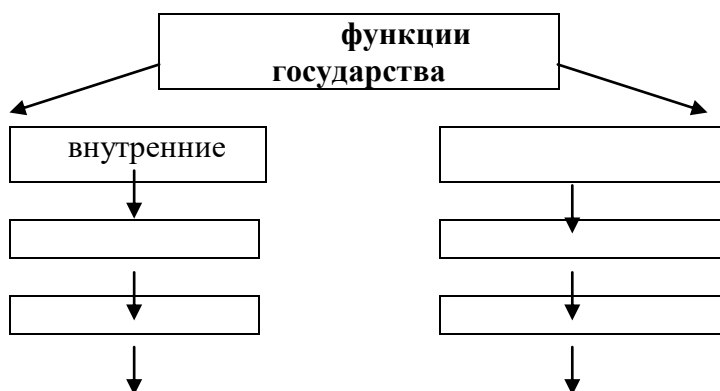 функции
государства
внутренние